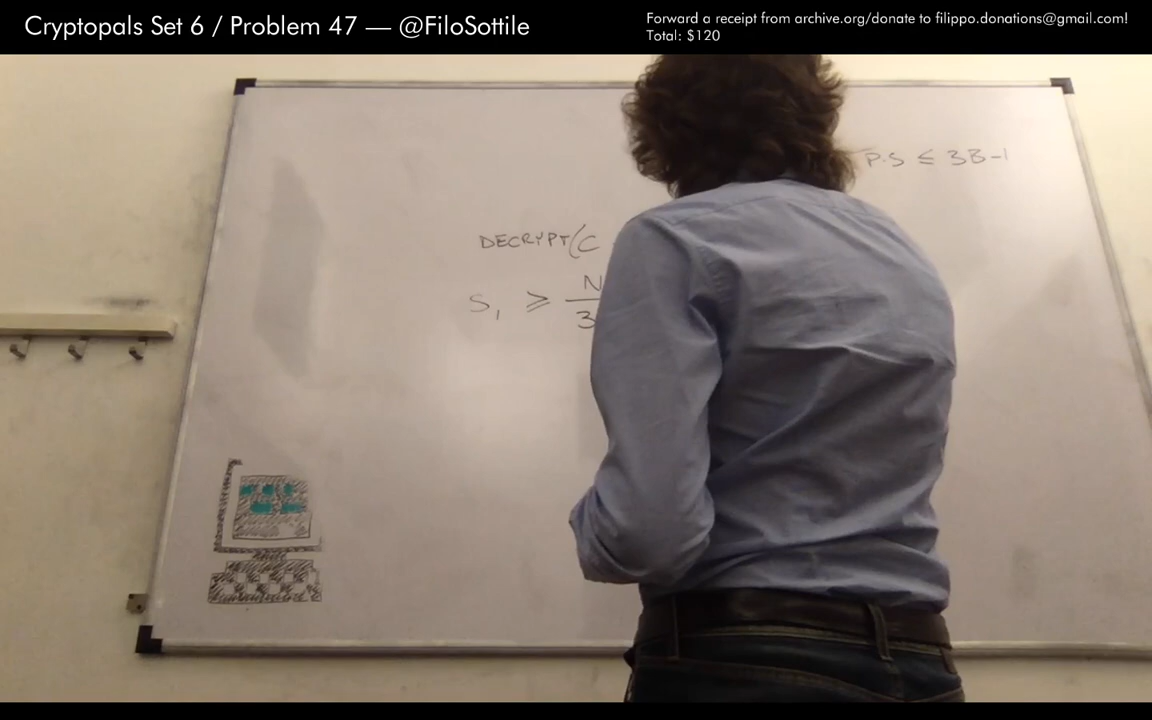 Cryptopals Set 6 / Problem 47 — @FiloSottile
Forward a receipt from archive.org/donate to filippo.donations@gmail.com!
Total: $120
P·S ≤ 3B-1
DECRYPT(C
S₁ ≥ N
3